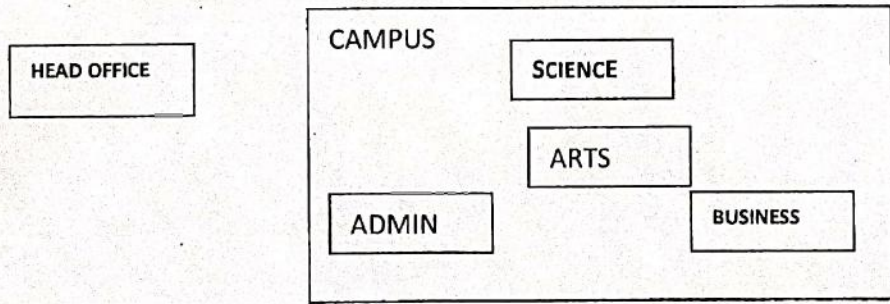 CAMPUS
HEAD OFFICE
SCIENCE
ARTS
ADMIN
BUSINESS